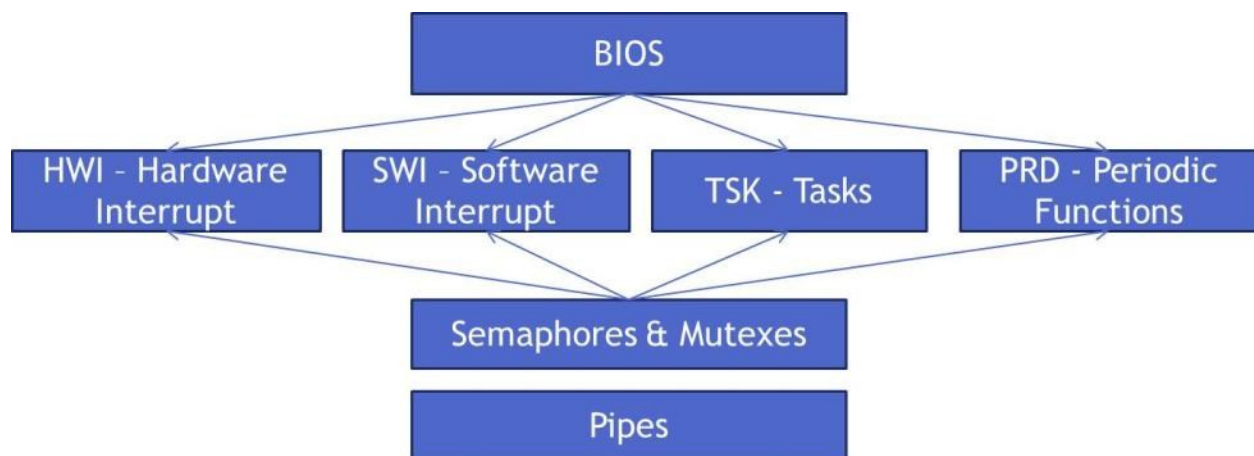 BIOS
HWI – Hardware
Interrupt
SWI – Software
Interrupt
TSK - Tasks
PRD - Periodic
Functions
Semaphores & Mutexes
Pipes